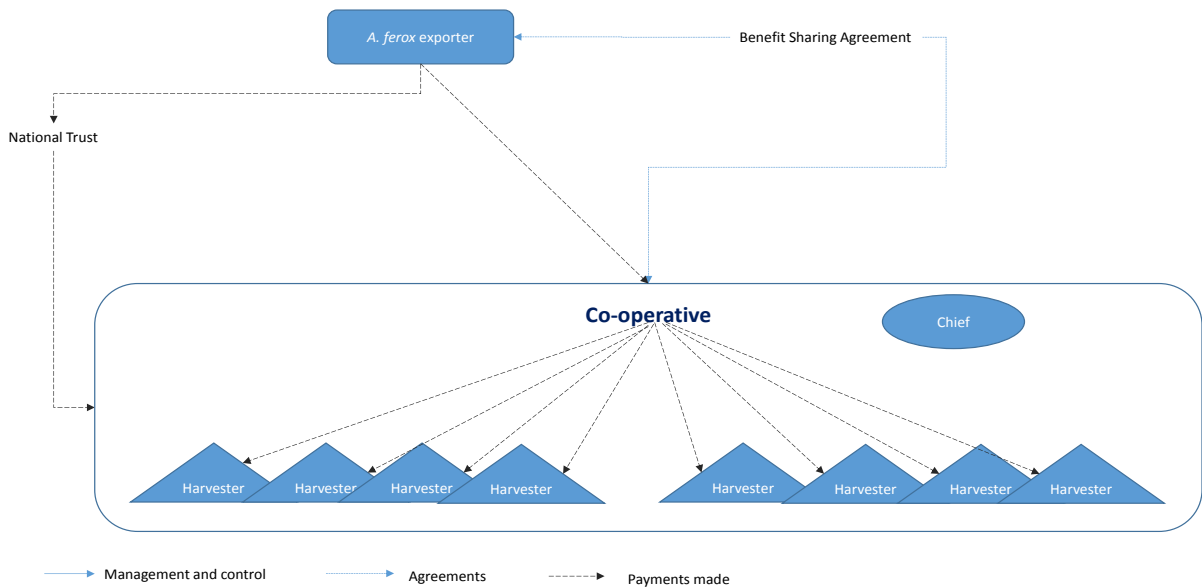 A. ferox exporter
Benefit Sharing Agreement
National Trust
Co-operative
Chief
Harvester
Harvester
Harvester
Harvester
Harvester
Harvester
Harvester
Harvester
Management and control
Agreements
Payments made